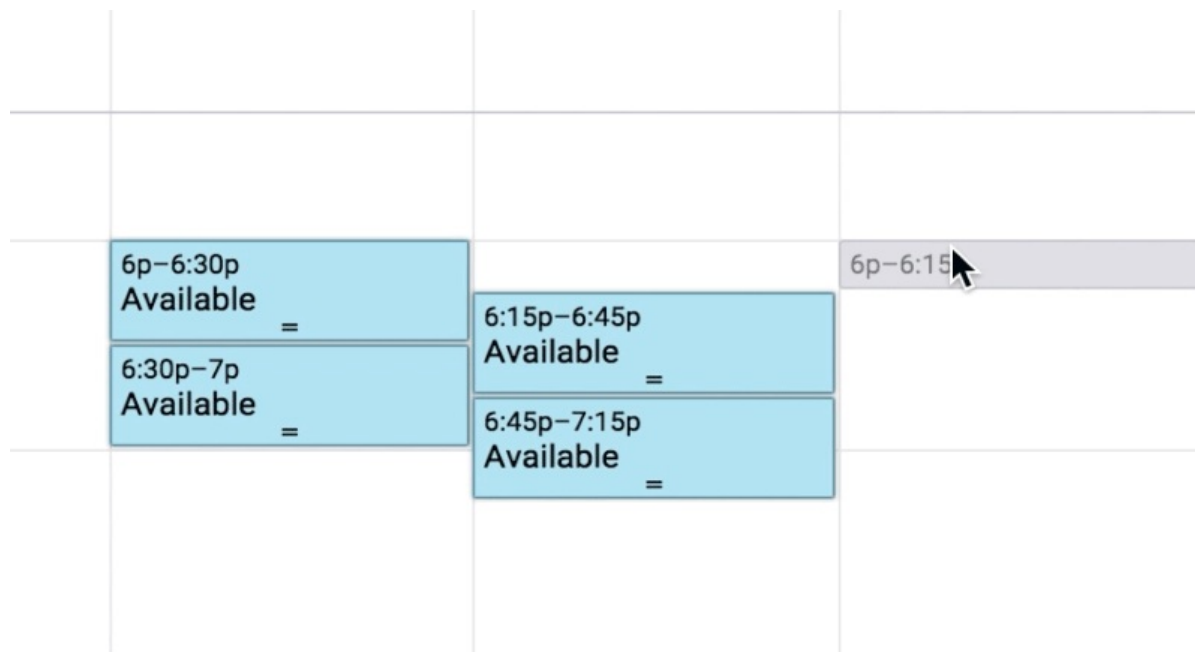 6p–6:30p
Available
=
6:30p–7p
Available
=
6:15p–6:45p
Available
=
6:45p–7:15p
Available
=
6p–6:15